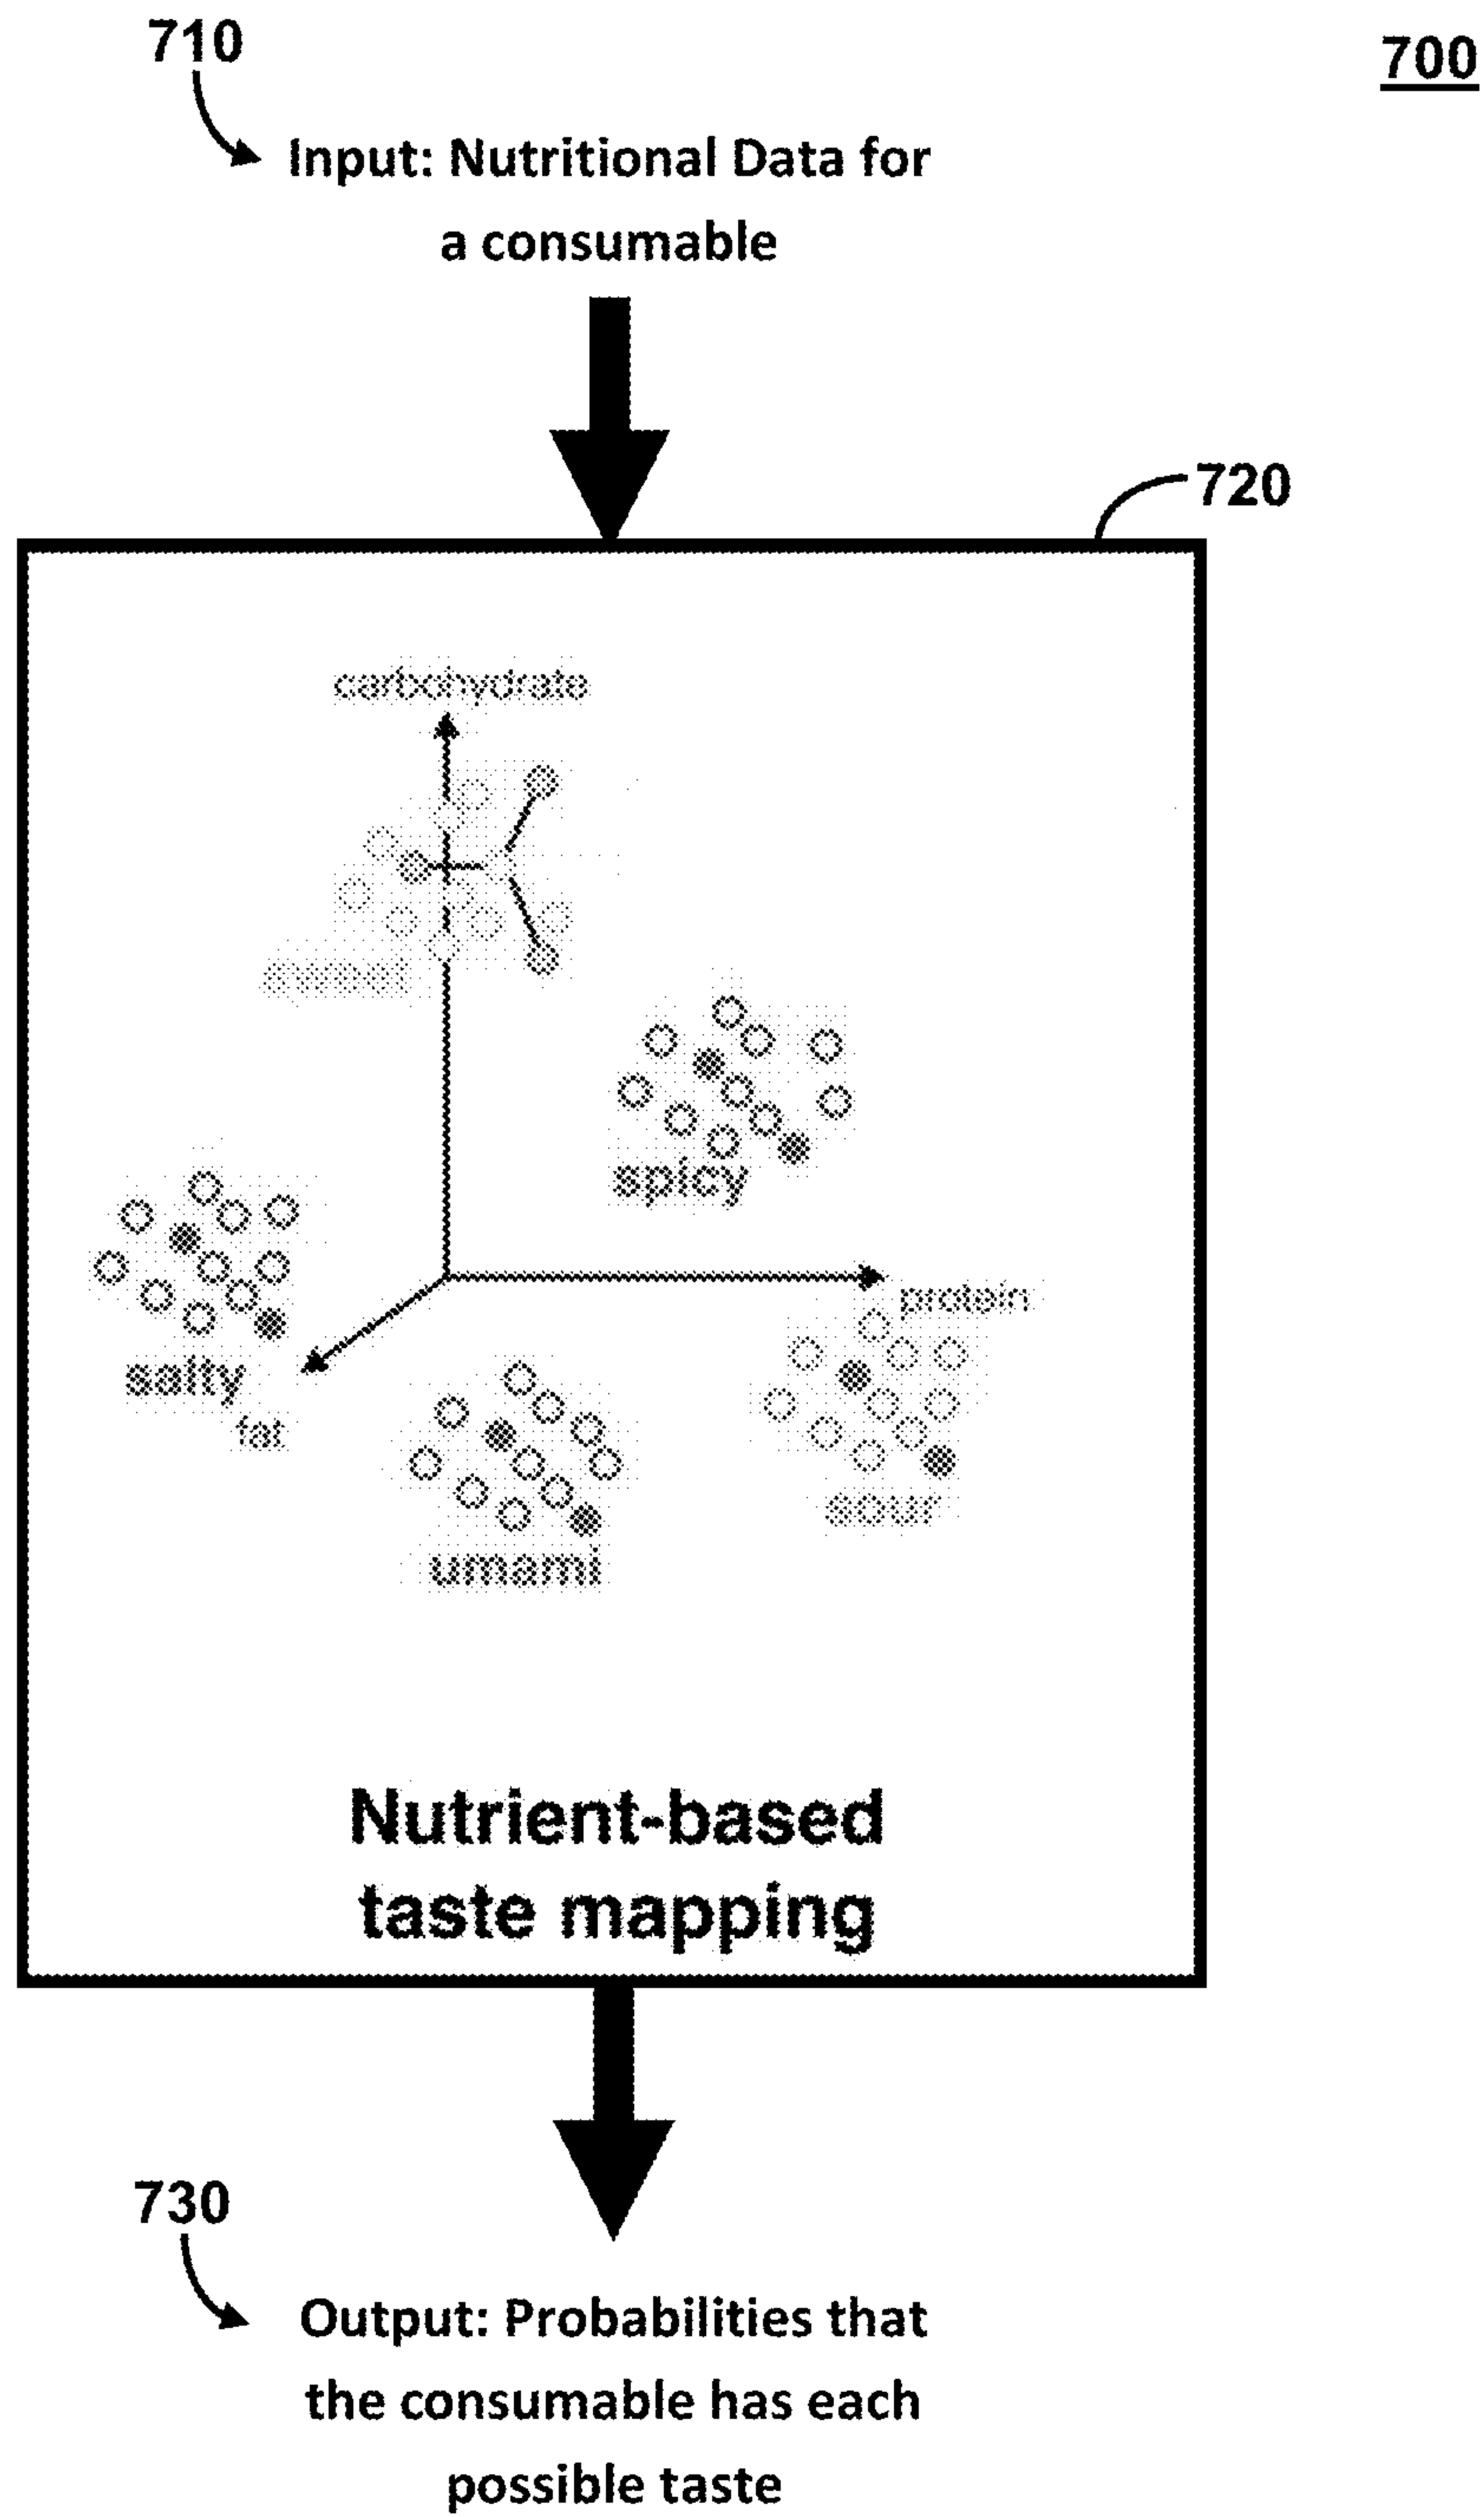 710
700
Input: Nutritional Data for
a consumable
720
carbohydrate
spicy
protein
salty
fat
sour
umami
Nutrient-based
taste mapping
730
Output: Probabilities that
the consumable has each
possible taste